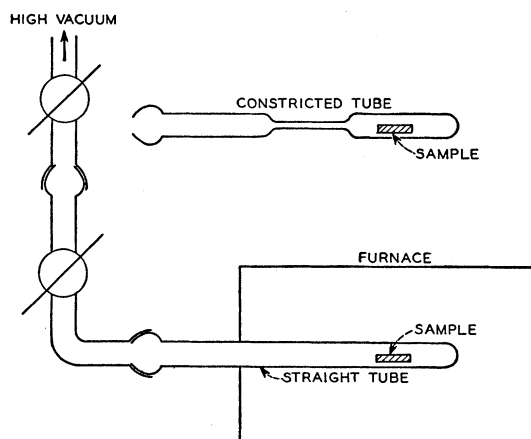 HIGH VACUUM
CONSTRICTED TUBE
SAMPLE
FURNACE
SAMPLE
STRAIGHT TUBE